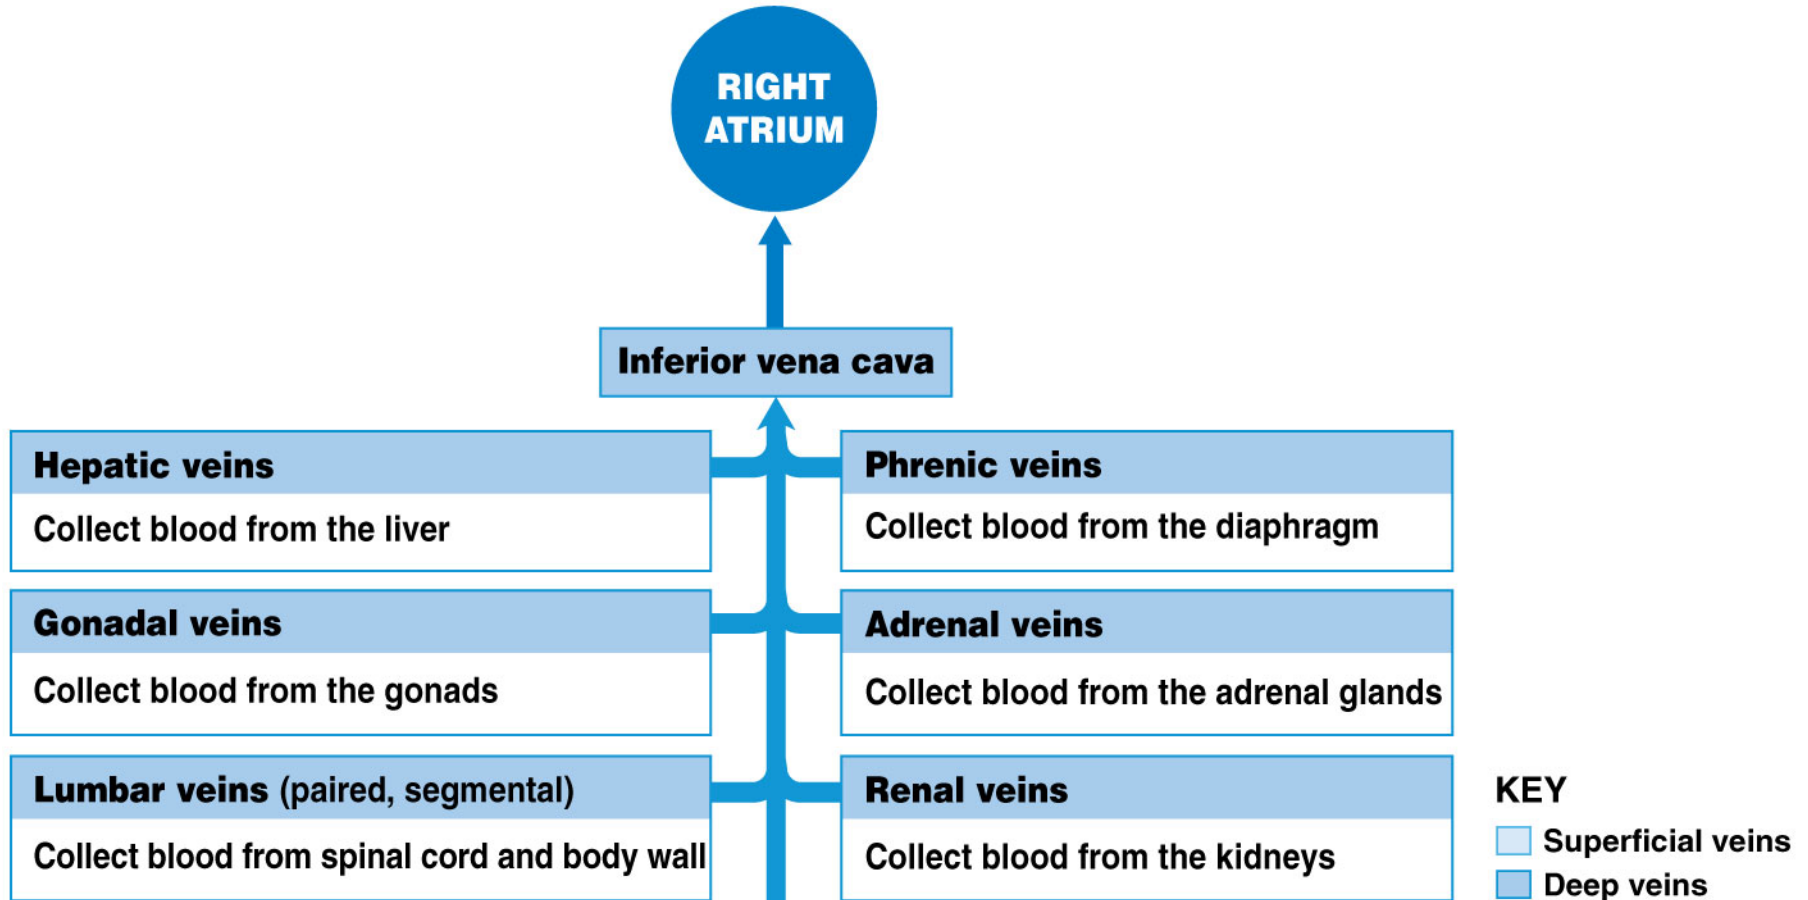 RIGHT
ATRIUM
Inferior vena cava
Hepatic veins
Collect blood from the liver
Phrenic veins
Collect blood from the diaphragm
Gonadal veins
Collect blood from the gonads
Adrenal veins
Collect blood from the adrenal glands
Lumbar veins (paired, segmental)
Collect blood from spinal cord and body wall
Renal veins
Collect blood from the kidneys
KEY
Superficial veins
Deep veins